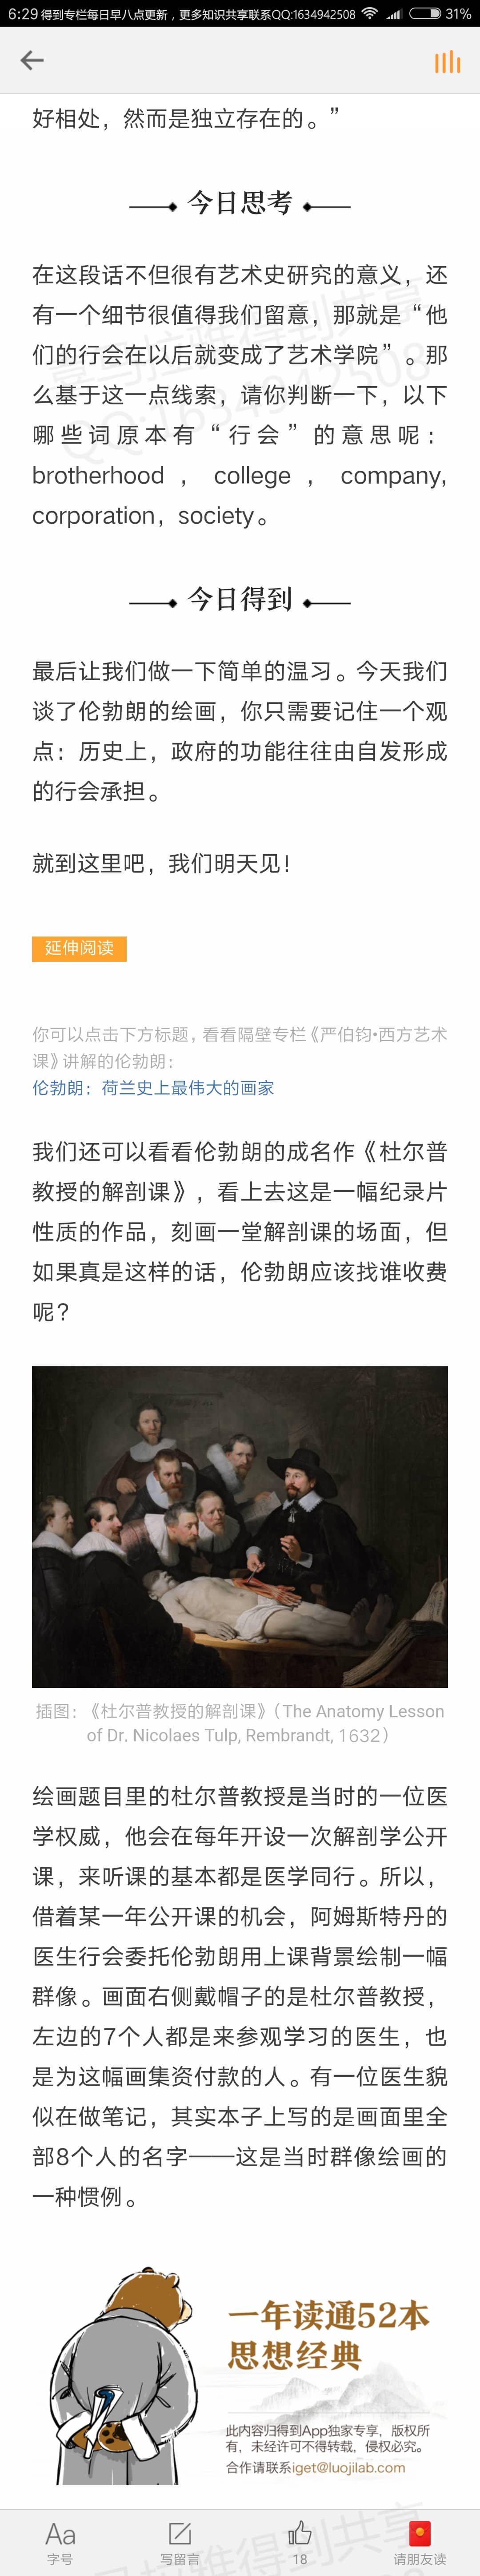 6:29 得到专栏每日早八点更新，更多知识共享联系QQ:1634942508 31%
好相处，然而是独立存在的。”
今日思考
在这段话不但很有艺术史研究的意义，还
有一个细节很值得我们留意，那就是“他
们的行会在以后就变成了艺术学院”。那
么基于这一点线索，请你判断一下，以下
哪些词原本有“行会”的意思呢：
brotherhood ， college ， company,
corporation，society。
今日得到
最后让我们做一下简单的温习。今天我们
谈了伦勃朗的绘画，你只需要记住一个观
点：历史上，政府的功能往往由自发形成
的行会承担。
就到这里吧，我们明天见！
延伸阅读
你可以点击下方标题，看看隔壁专栏《严伯钧•西方艺术
课》讲解的伦勃朗：
伦勃朗：荷兰史上最伟大的画家
我们还可以看看伦勃朗的成名作《杜尔普
教授的解剖课》，看上去这是一幅纪录片
性质的作品，刻画一堂解剖课的场面，但
如果真是这样的话，伦勃朗应该找谁收费
呢？
插图：《杜尔普教授的解剖课》（The Anatomy Lesson
of Dr. Nicolaes Tulp, Rembrandt, 1632）
绘画题目里的杜尔普教授是当时的一位医
学权威，他会在每年开设一次解剖学公开
课，来听课的基本都是医学同行。所以，
借着某一年公开课的机会，阿姆斯特丹的
医生行会委托伦勃朗用上课背景绘制一幅
群像。画面右侧戴帽子的是杜尔普教授，
左边的7个人都是来参观学习的医生，也
是为这幅画集资付款的人。有一位医生貌
似在做笔记，其实本子上写的是画面里全
部8个人的名字——这是当时群像绘画的
一种惯例。
一年读通52本
思想经典
此内容归得到App独家专享，版权所
有，未经许可不得转载，侵权必究。
合作请联系iget@luojilab.com
Aa
字号
写留言
18
请朋友读
喜马拉雅得到共享
QQ:1634942508